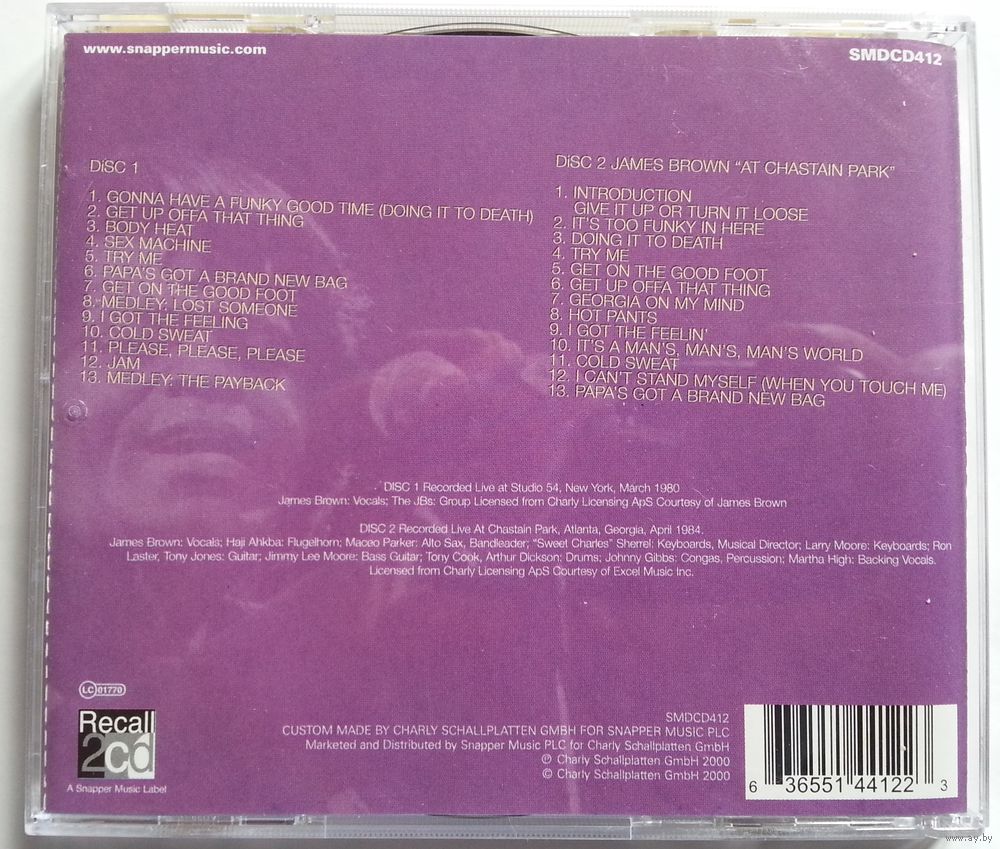 www.snappermusic.com
SMDCD412
DiSC 1
1. GONNA HAVE A FUNKY GOOD TIME (DOING IT TO DEATH)
2. GET UP OFFA THAT THING
3. BODY HEAT
4. SEX MACHINE
5. TRY ME
6. PAPA'S GOT A BRAND NEW BAG
7. GET ON THE GOOD FOOT
8. MEDLEY: LOST SOMEONE
9. I GOT THE FEELING
10. COLD SWEAT
11. PLEASE, PLEASE, PLEASE
12. JAM
13. MEDLEY: THE PAYBACK
DiSC 2 JAMES BROWN "AT CHASTAIN PARK"
1. INTRODUCTION
GIVE IT UP OR TURN IT LOOSE
2. IT'S TOO FUNKY IN HERE
3. DOING IT TO DEATH
4. TRY ME
5. GET ON THE GOOD FOOT
6. GET UP OFFA THAT THING
7. GEORGIA ON MY MIND
8. HOT PANTS
9. I GOT THE FEELIN'
10. IT'S A MAN'S, MAN'S, MAN'S WORLD
11. COLD SWEAT
12. I CAN'T STAND MYSELF (WHEN YOU TOUCH ME)
13. PAPA'S GOT A BRAND NEW BAG
DISC 1 Recorded Live at Studio 54, New York, March 1980
James Brown: Vocals; The JBs: Group Licensed from Charly Licensing ApS Courtesy of James Brown
DISC 2 Recorded Live At Chastain Park, Atlanta, Georgia, April 1984.
James Brown: Vocals; Haji Ahkba: Flugelhorn; Maceo Parker: Alto Sax, Bandleader; "Sweet Charles" Sherrel: Keyboards, Musical Director; Larry Moore: Keyboards; Ron
Laster, Tony Jones: Guitar; Jimmy Lee Moore: Bass Guitar; Tony Cook, Arthur Dickson: Drums; Johnny Gibbs: Congas, Percussion; Martha High: Backing Vocals.
Licensed from Charly Licensing ApS Courtesy of Excel Music Inc.
LC 01770
Recall
2cd
A Snapper Music Label
SMDCD412
CUSTOM MADE BY CHARLY SCHALLPLATTEN GMBH FOR SNAPPER MUSIC PLC
Marketed and Distributed by Snapper Music PLC for Charly Schallplatten GmbH
℗ Charly Schallplatten GmbH 2000
© Charly Schallplatten GmbH 2000
6 36551 44122 3
www.ay.by